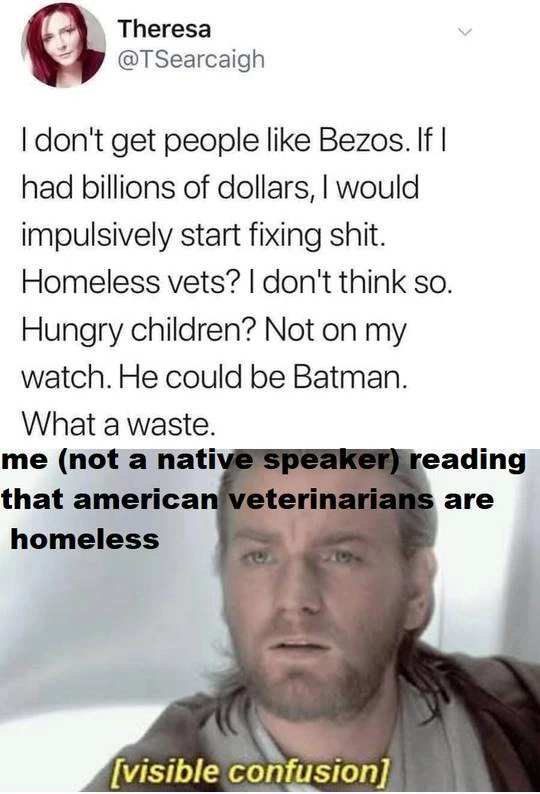 Theresa
@TSearcaigh
I don't get people like Bezos. If I
had billions of dollars, I would
impulsively start fixing shit.
Homeless vets? I don't think so.
Hungry children? Not on my
watch. He could be Batman.
What a waste.
me (not a native speaker) reading
that american veterinarians are
homeless
[visible confusion]